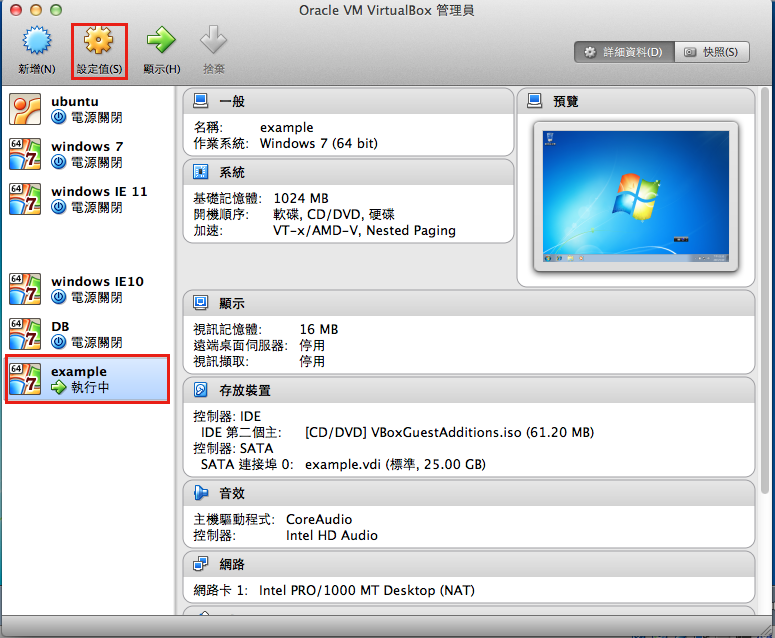 Oracle VM VirtualBox 管理員
新增(N)
設定值(S)
顯示(H)
捨棄
詳細資料(D)
快照(S)
ubuntu
電源關閉
windows 7
電源關閉
windows IE 11
電源關閉
windows IE10
電源關閉
DB
電源關閉
example
執行中
一般
名稱: example
作業系統: Windows 7 (64 bit)
系統
基礎記憶體: 1024 MB
開機順序: 軟碟, CD/DVD, 硬碟
加速: VT-x/AMD-V, Nested Paging
預覽
顯示
視訊記憶體: 16 MB
遠端桌面伺服器: 停用
視訊擷取: 停用
存放裝置
控制器: IDE
IDE 第二個主: [CD/DVD] VBoxGuestAdditions.iso (61.20 MB)
控制器: SATA
SATA 連接埠 0: example.vdi (標準, 25.00 GB)
音效
主機驅動程式: CoreAudio
控制器: Intel HD Audio
網路
網路卡 1: Intel PRO/1000 MT Desktop (NAT)